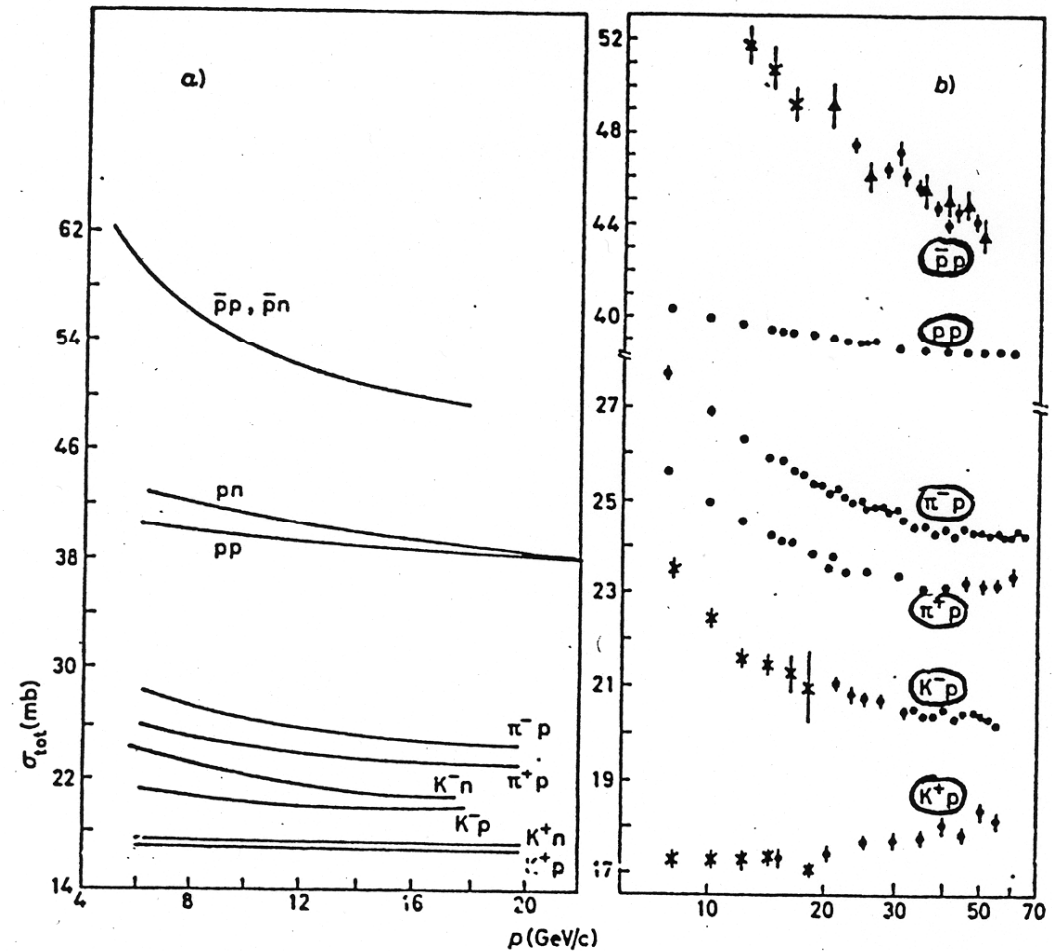 a)
σtot(mb)
62
54
46
38
30
22
14
p̄p, p̄n
pn
pp
π⁻p
π⁺p
K⁻n
K⁻p
K⁺n
K⁺p
4
8
12
16
20
b)
52
48
44
40
27
25
23
21
19
17
p̄p
pp
π⁻p
π⁺p
K⁻p
K⁺p
10
20
30
50
70
p(GeV/c)